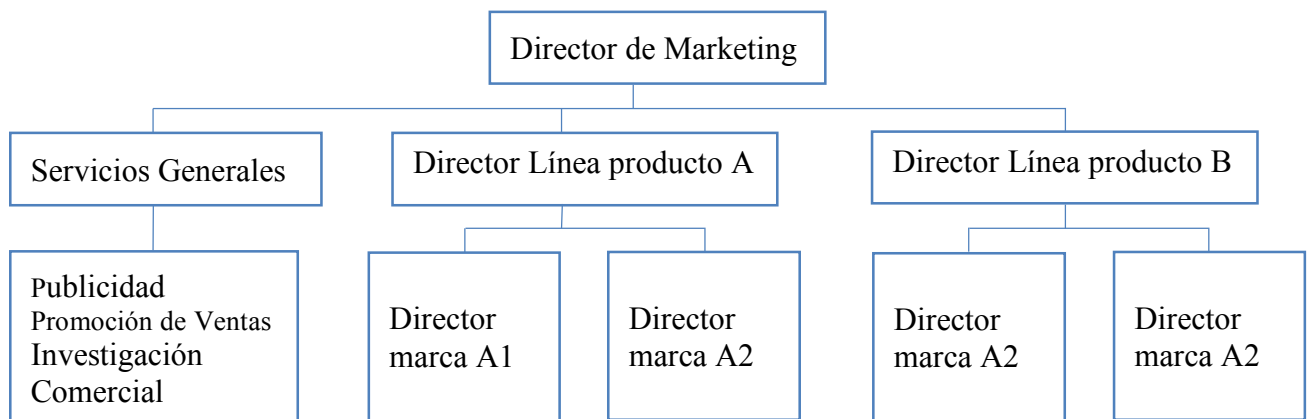 Director de Marketing
Servicios Generales
Director Línea producto A
Director Línea producto B
Publicidad
Promoción de Ventas
Investigación
Comercial
Director
marca A1
Director
marca A2
Director
marca A2
Director
marca A2